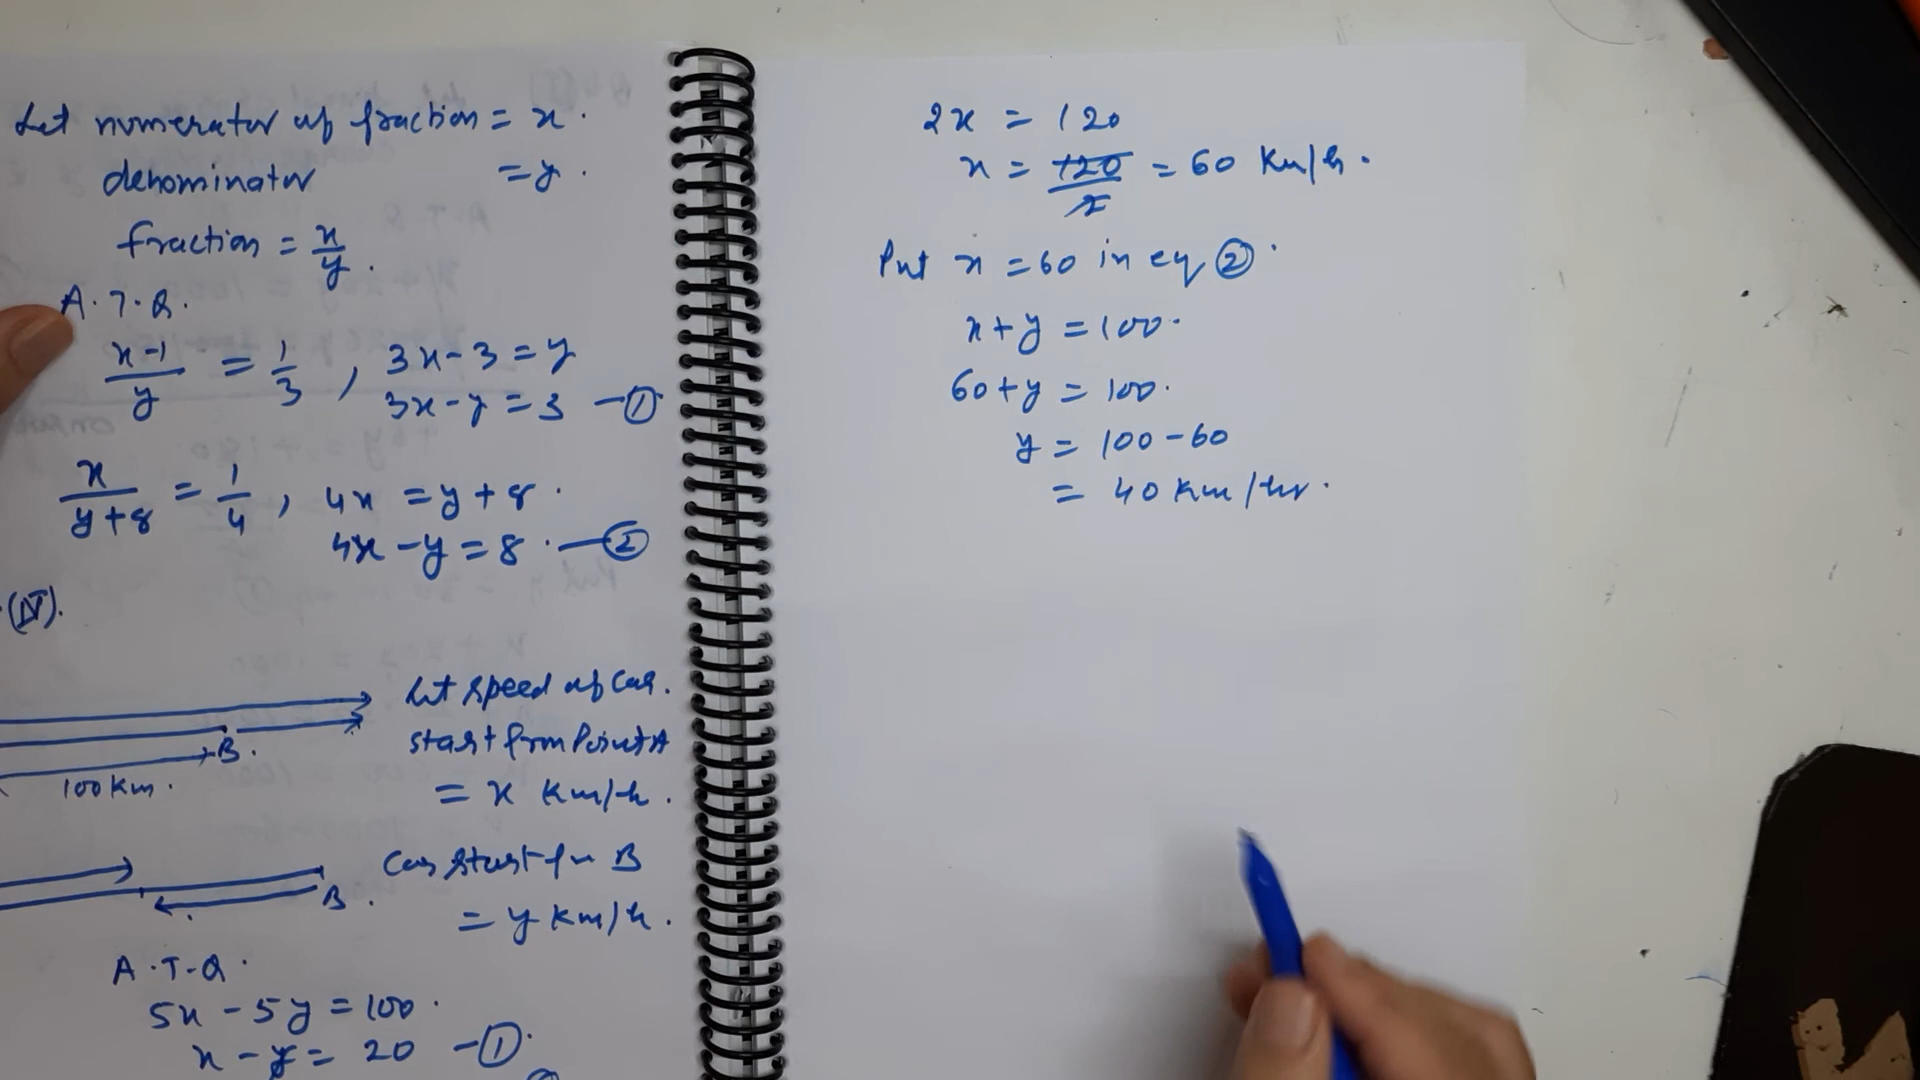 Let numerator of fraction = x.
denominator = y.
fraction = x/y.
A.T.Q.
x-1/y = 1/3, 3x-3 = y
3x-y = 3 -①
x/y+8 = 1/4, 4x = y+8.
4x-y = 8. -②
(IV).
Let speed of Car.
start from Point A
= x km/h.
B.
100 km.
Car start fm B
= y km/h.
B.
A.T.Q.
5x - 5y = 100.
x - y = 20 -①.
2x = 120
x = 120/2 = 60 Km/h.
Put x = 60 in eq ②.
x+y = 100.
60+y = 100.
y = 100-60
= 40 km/hr.